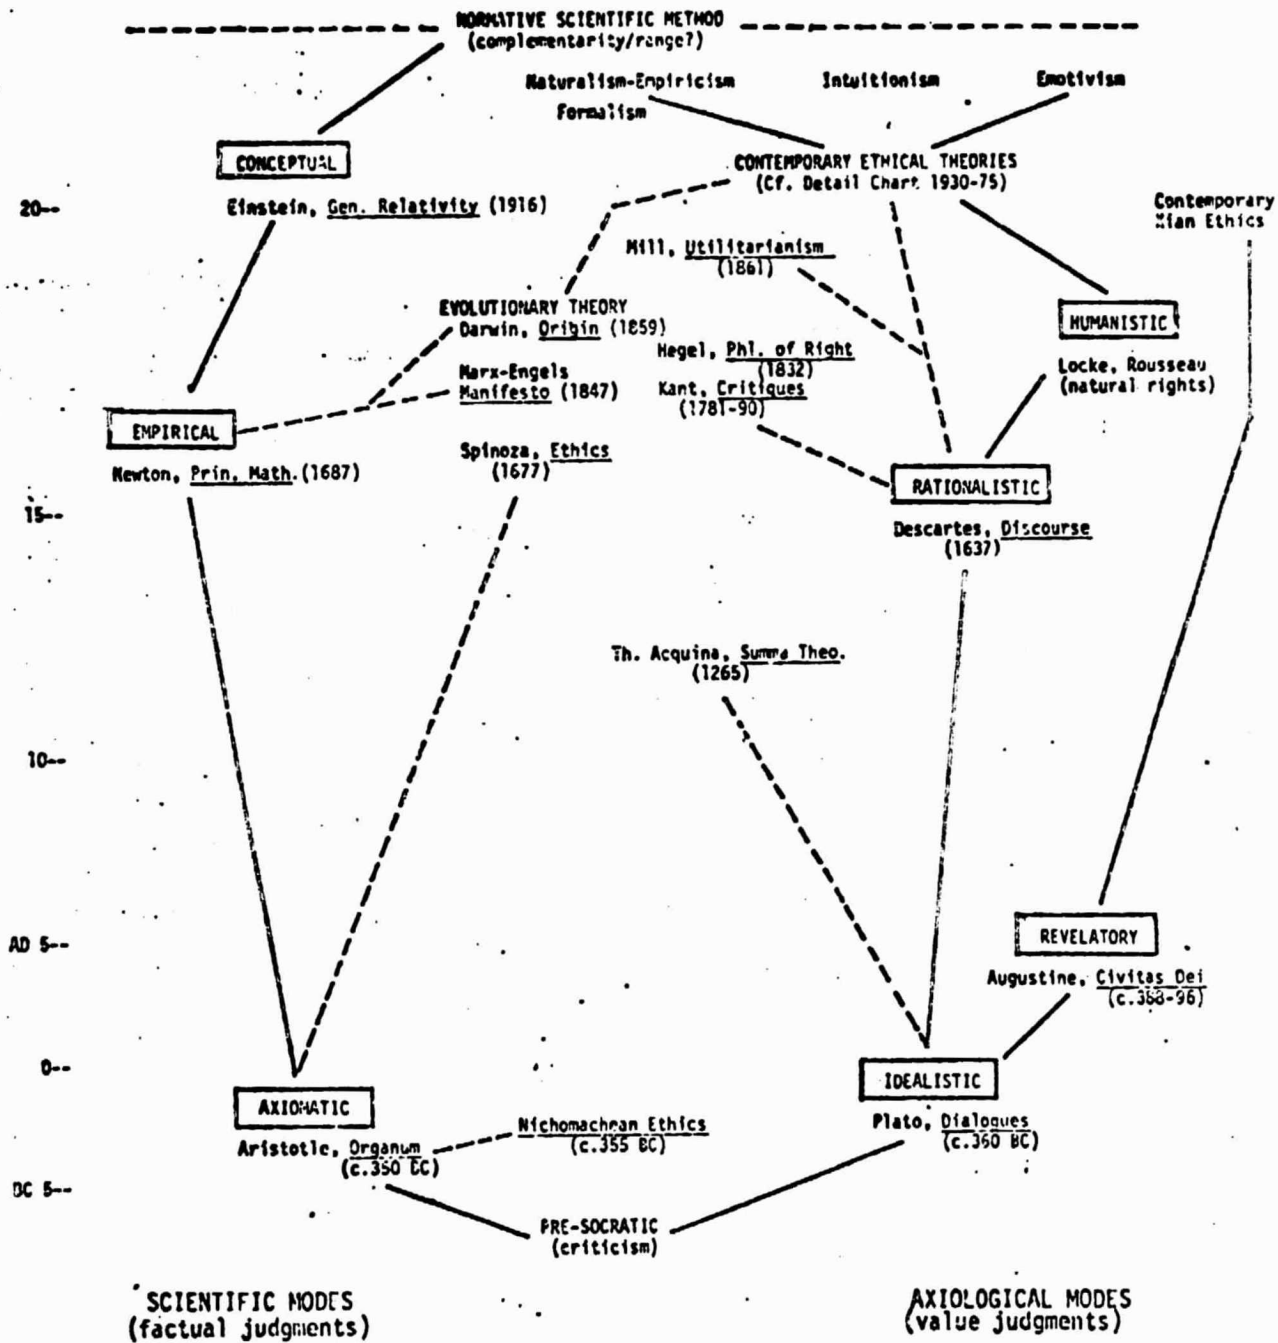 NORMATIVE SCIENTIFIC METHOD
(complementarity/range?)
Naturalism-Empiricism
Formalism
Intuitionism
Emotivism
CONCEPTUAL
CONTEMPORARY ETHICAL THEORIES
(Cf. Detail Chart 1930-75)
20--
Einstein, Gen. Relativity (1916)
Contemporary
Xian Ethics
Mill, Utilitarianism
(1861)
EVOLUTIONARY THEORY
Darwin, Origin (1859)
HUMANISTIC
Hegel, Phl. of Right
(1832)
Locke, Rousseau
(natural rights)
Marx-Engels
Manifesto (1847)
Kant, Critiques
(1781-90)
EMPIRICAL
Newton, Prin. Math. (1687)
Spinoza, Ethics
(1677)
RATIONALISTIC
15--
Descartes, Discourse
(1637)
Th. Acquina, Summa Theo.
(1265)
10--
REVELATORY
AD 5--
Augustine, Civitas Dei
(c.388-96)
0--
IDEALISTIC
AXIOMATIC
Plato, Dialogues
(c.360 BC)
Nichomachean Ethics
(c.355 BC)
Aristotle, Organum
(c.350 BC)
BC 5--
PRE-SOCRATIC
(criticism)
SCIENTIFIC MODES
(factual judgments)
AXIOLOGICAL MODES
(value judgments)